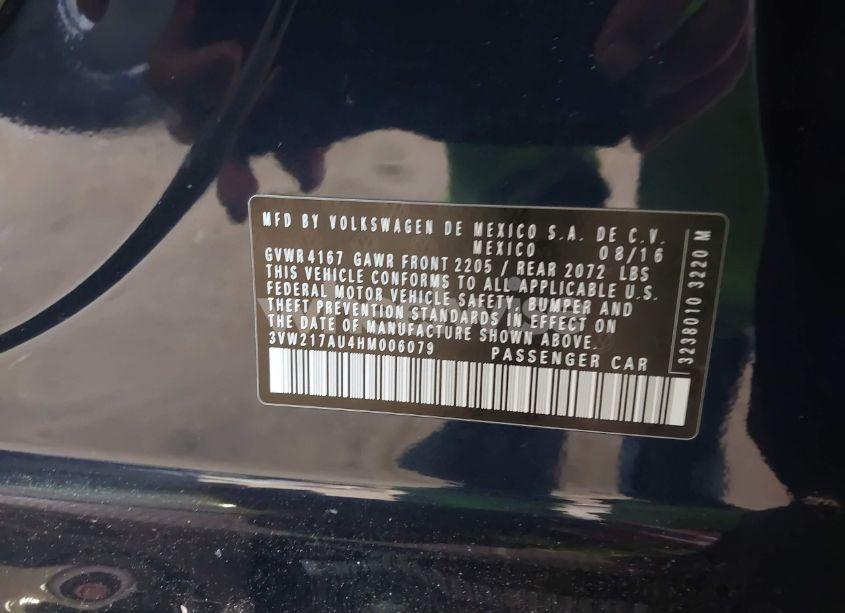 MFD BY VOLKSWAGEN DE MEXICO S.A. DE C.V.
MEXICO 08/16
GVWR 4167 GAWR FRONT 2205 / REAR 2072 LBS
THIS VEHICLE CONFORMS TO ALL APPLICABLE U.S.
FEDERAL MOTOR VEHICLE SAFETY, BUMPER AND
THEFT PREVENTION STANDARDS IN EFFECT ON
THE DATE OF MANUFACTURE SHOWN ABOVE.
3VW217AU4HM006079 PASSENGER CAR
3238010 3220 M